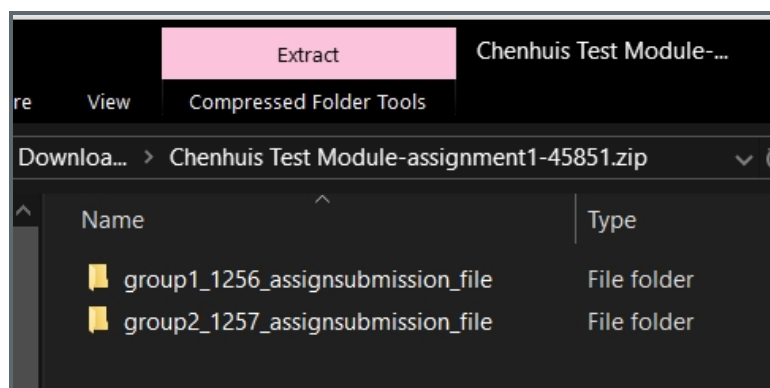 Extract
Chenhuis Test Module-...
re View Compressed Folder Tools
Downloa... > Chenhuis Test Module-assignment1-45851.zip
Name Type
group1_1256_assignsubmission_file File folder
group2_1257_assignsubmission_file File folder